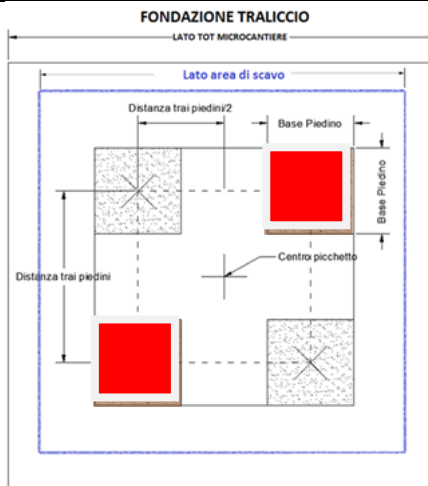 FONDAZIONE TRALICCIO
LATO TOT MICROCANTIERE
Lato area di scavo
Distanza trai piedini/2
Base Piedino
Base Piedino
Centro picchetto
Distanza trai piedini